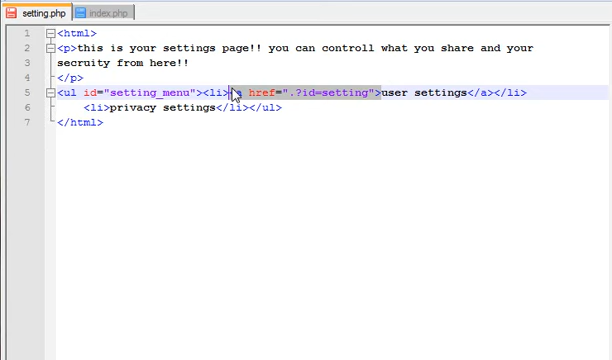 setting.php index.php
1 <html>
2 <p>this is your settings page!! you can controll what you share and your
3 secruity from here!!
4 </p>
5 <ul id="setting_menu"><li><a href=".?id=setting">user settings</a></li>
6 <li>privacy settings</li></ul>
7 </html>